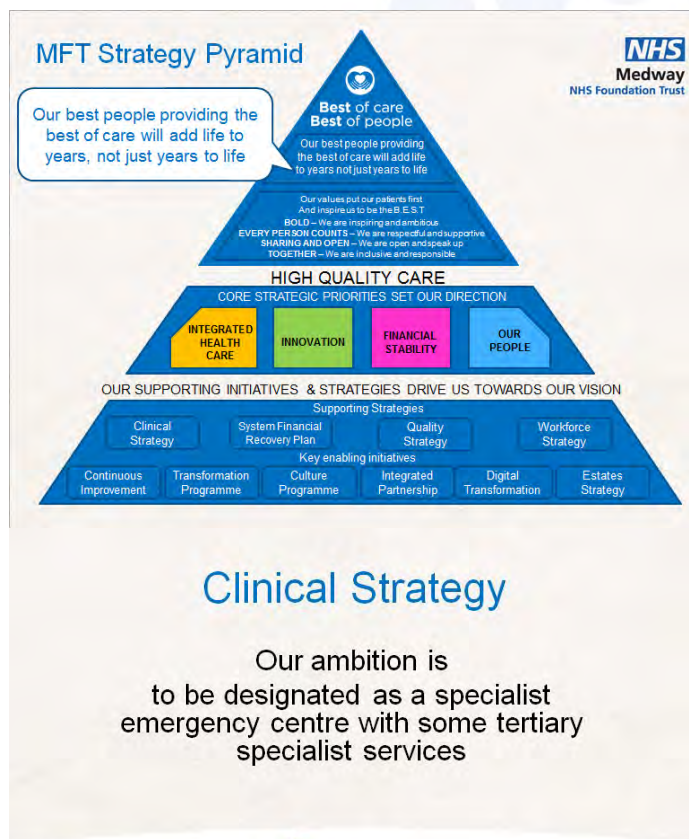 MFT Strategy Pyramid
NHS
Medway
NHS Foundation Trust
Our best people providing the
best of care will add life to
years, not just years to life
Best of care
Best of people
Our best people providing
the best of care will add life
to years not just years to life
Our values put our patients first
And inspire us to be the B.E.S.T
BOLD – We are inspiring and ambitious
EVERY PERSON COUNTS – We are respectful and supportive
SHARING AND OPEN – We are open and speak up
TOGETHER – We are inclusive and responsible
HIGH QUALITY CARE
CORE STRATEGIC PRIORITIES SET OUR DIRECTION
INTEGRATED
HEALTH
CARE
INNOVATION
FINANCIAL
STABILITY
OUR
PEOPLE
OUR SUPPORTING INITIATIVES & STRATEGIES DRIVE US TOWARDS OUR VISION
Supporting Strategies
Clinical
Strategy
System Financial
Recovery Plan
Quality
Strategy
Workforce
Strategy
Key enabling initiatives
Continuous
Improvement
Transformation
Programme
Culture
Programme
Integrated
Partnership
Digital
Transformation
Estates
Strategy
Clinical Strategy
Our ambition is
to be designated as a specialist
emergency centre with some tertiary
specialist services